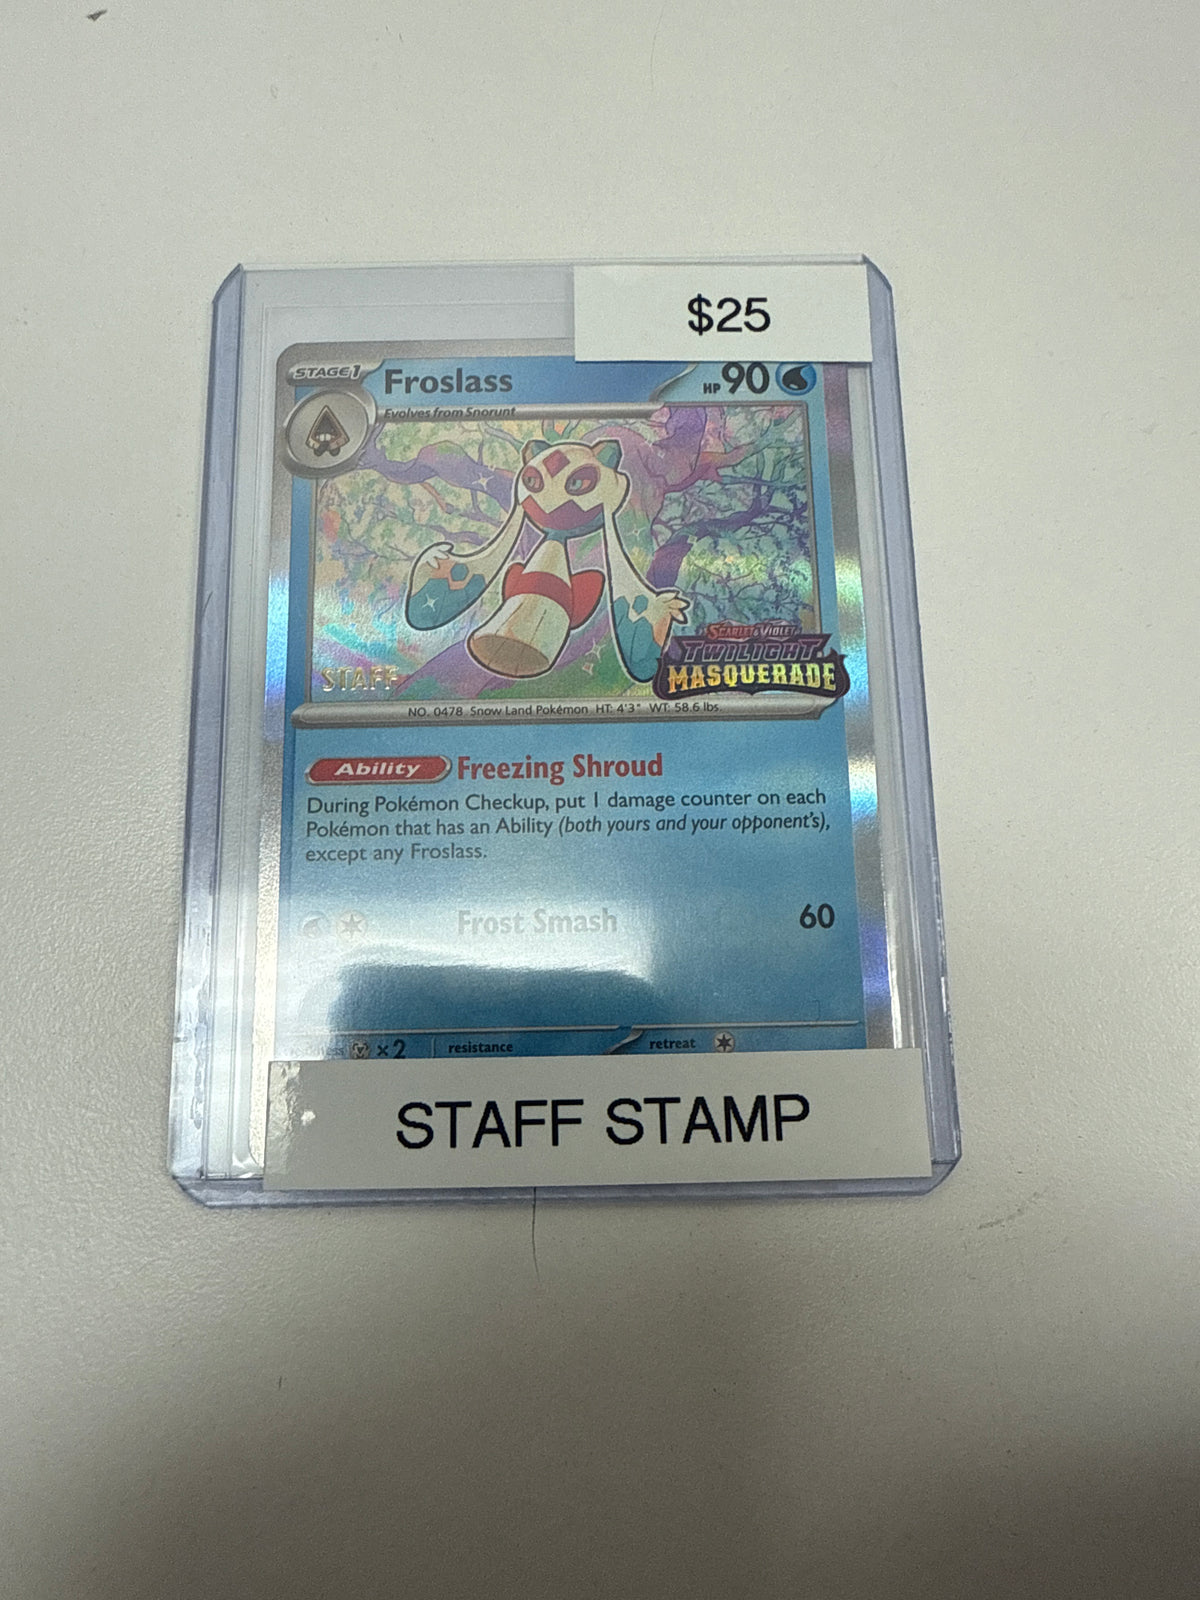 $25
STAGE 1 Froslass HP 90
Evolves from Snorunt
SCARLET & VIOLET
TWILIGHT
MASQUERADE
STAFF
NO. 0478 Snow Land Pokémon HT: 4'3" WT: 58.6 lbs.
Ability Freezing Shroud
During Pokémon Checkup, put 1 damage counter on each
Pokémon that has an Ability (both yours and your opponent's),
except any Froslass.
Frost Smash 60
×2 resistance retreat
STAFF STAMP